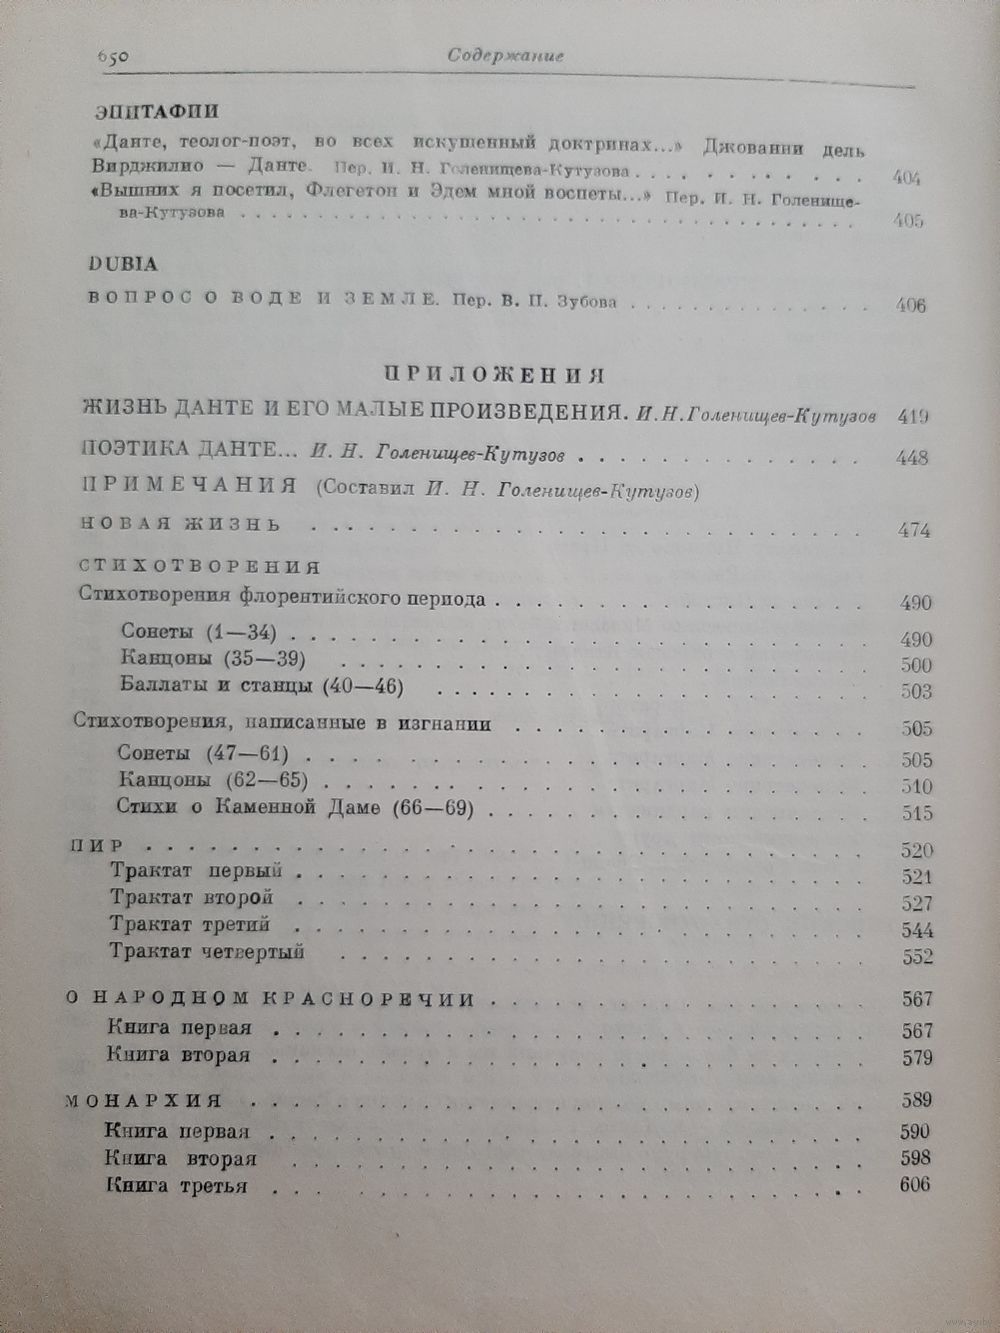 650 Содержание
ЭПИТАФИИ
«Данте, теолог-поэт, во всех искушенный доктринах...» Джованни дель
Вирджилио — Данте. Пер. И. Н. Голенищева-Кутузова . . . . . . . . . 404
«Вышних я посетил, Флегетон и Эдем мной воспеты...» Пер. И. Н. Голенище-
ва-Кутузова . . . . . . . . . . . . . . . . . . . . . . . . . . . . 405
DUBIA
ВОПРОС О ВОДЕ И ЗЕМЛЕ. Пер. В. П. Зубова . . . . . . . . . . . . 406
ПРИЛОЖЕНИЯ
ЖИЗНЬ ДАНТЕ И ЕГО МАЛЫЕ ПРОИЗВЕДЕНИЯ. И.Н.Голенищев-Кутузов 419
ПОЭТИКА ДАНТЕ... И. Н. Голенищев-Кутузов . . . . . . . . . . . . . 448
ПРИМЕЧАНИЯ (Составил И. Н. Голенищев-Кутузов)
НОВАЯ ЖИЗНЬ . . . . . . . . . . . . . . . . . . . . . . . . . . 474
СТИХОТВОРЕНИЯ
Стихотворения флорентийского периода . . . . . . . . . . . . . . . . . 490
Сонеты (1—34) . . . . . . . . . . . . . . . . . . . . . . . . . . 490
Канцоны (35—39) . . . . . . . . . . . . . . . . . . . . . . . . . 500
Баллаты и станцы (40—46) . . . . . . . . . . . . . . . . . . . . 503
Стихотворения, написанные в изгнании . . . . . . . . . . . . . . . . 505
Сонеты (47—61) . . . . . . . . . . . . . . . . . . . . . . . . . . 505
Канцоны (62—65) . . . . . . . . . . . . . . . . . . . . . . . . . 510
Стихи о Каменной Даме (66—69) . . . . . . . . . . . . . . . . . . 515
ПИР . . . . . . . . . . . . . . . . . . . . . . . . . . . . . . . . 520
Трактат первый . . . . . . . . . . . . . . . . . . . . . . . . . . 521
Трактат второй . . . . . . . . . . . . . . . . . . . . . . . . . . 527
Трактат третий . . . . . . . . . . . . . . . . . . . . . . . . . . 544
Трактат четвертый . . . . . . . . . . . . . . . . . . . . . . . . 552
О НАРОДНОМ КРАСНОРЕЧИИ . . . . . . . . . . . . . . . . . . 567
Книга первая . . . . . . . . . . . . . . . . . . . . . . . . . . . 567
Книга вторая . . . . . . . . . . . . . . . . . . . . . . . . . . . 579
МОНАРХИЯ . . . . . . . . . . . . . . . . . . . . . . . . . . . . 589
Книга первая . . . . . . . . . . . . . . . . . . . . . . . . . . . 590
Книга вторая . . . . . . . . . . . . . . . . . . . . . . . . . . . 598
Книга третья . . . . . . . . . . . . . . . . . . . . . . . . . . . 606